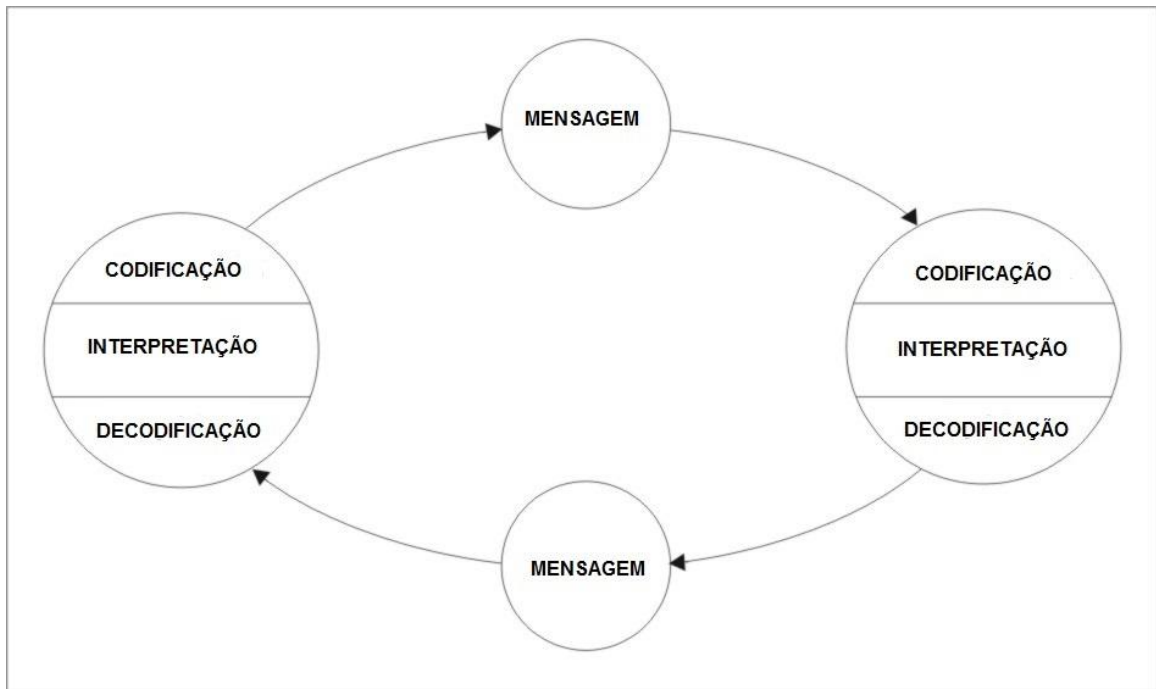 MENSAGEM
CODIFICAÇÃO
INTERPRETAÇÃO
DECODIFICAÇÃO
CODIFICAÇÃO
INTERPRETAÇÃO
DECODIFICAÇÃO
MENSAGEM